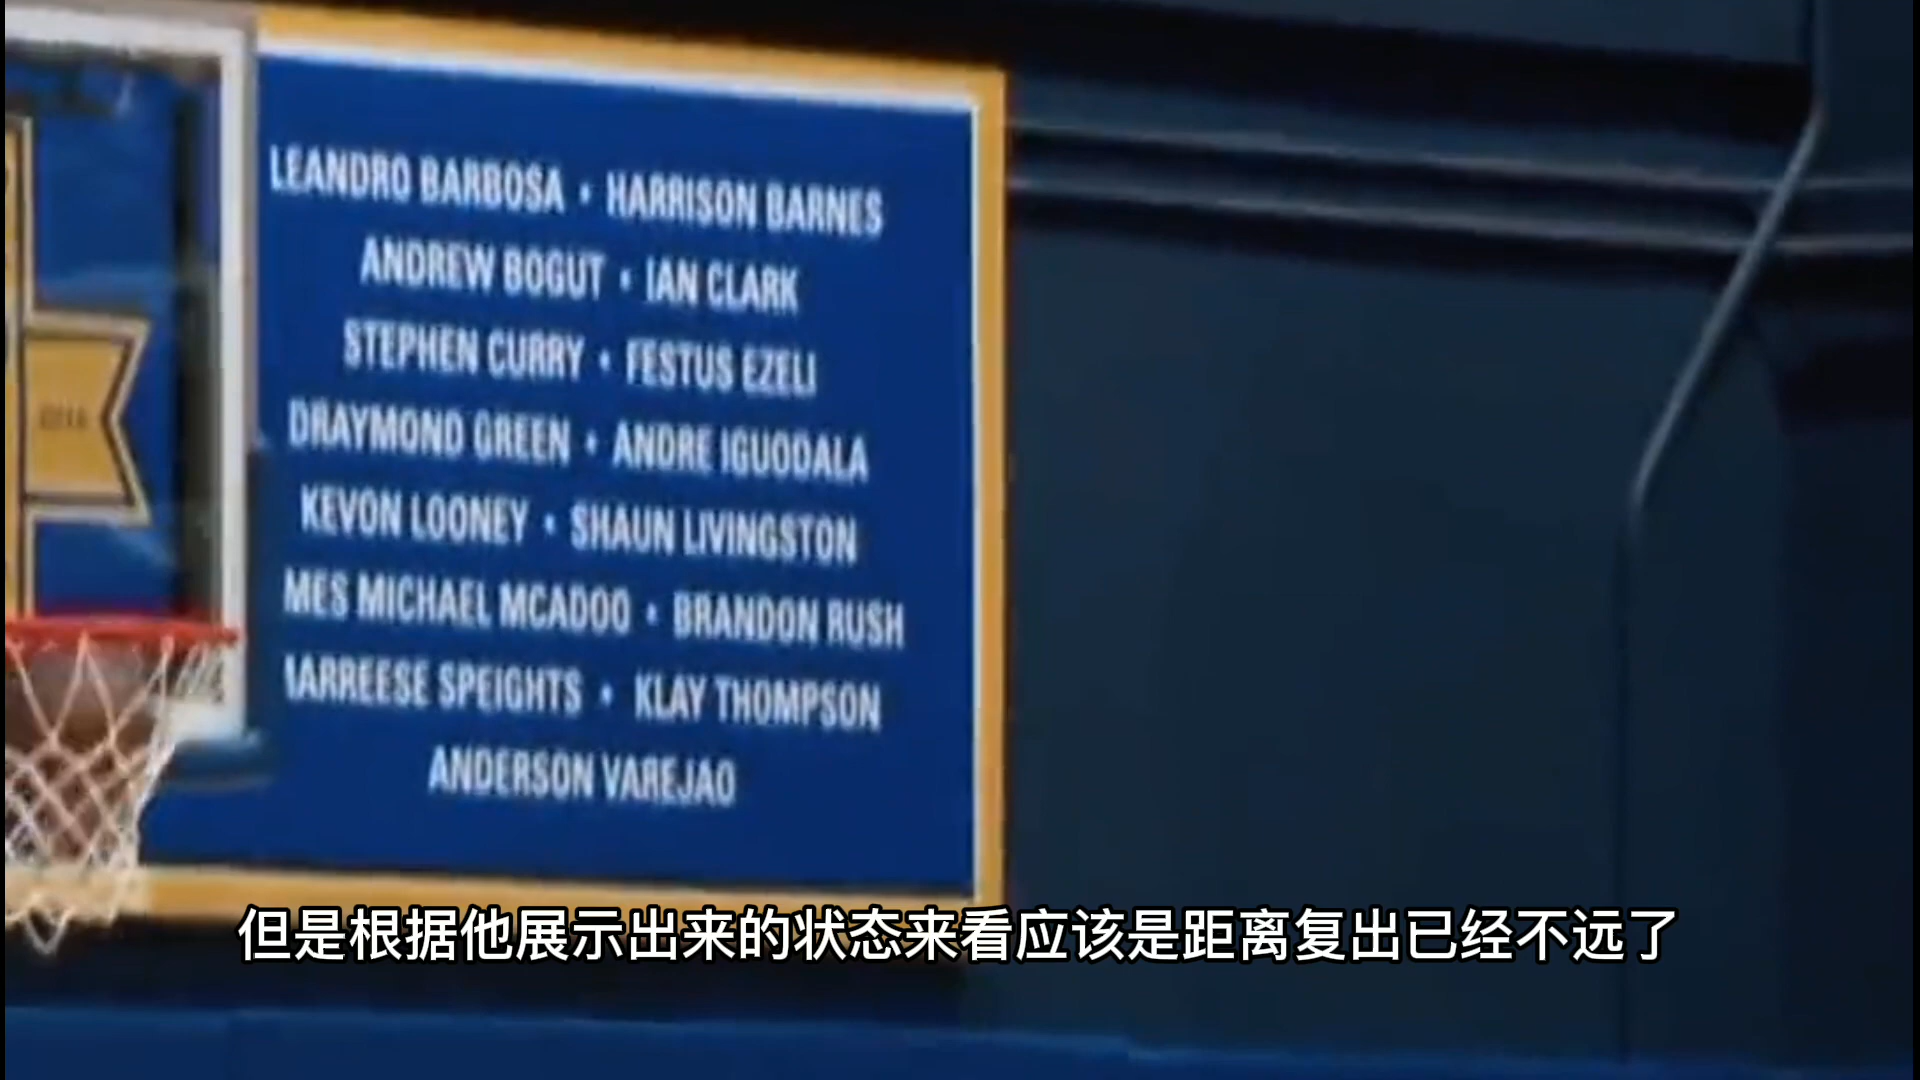 LEANDRO BARBOSA • HARRISON BARNES
ANDREW BOGUT • IAN CLARK
STEPHEN CURRY • FESTUS EZELI
DRAYMOND GREEN • ANDRE IGUODALA
KEVON LOONEY • SHAUN LIVINGSTON
MES MICHAEL MCADOO • BRANDON RUSH
ARREESE SPEIGHTS • KLAY THOMPSON
ANDERSON VAREJAO
但是根据他展示出来的状态来看应该是距离复出已经不远了